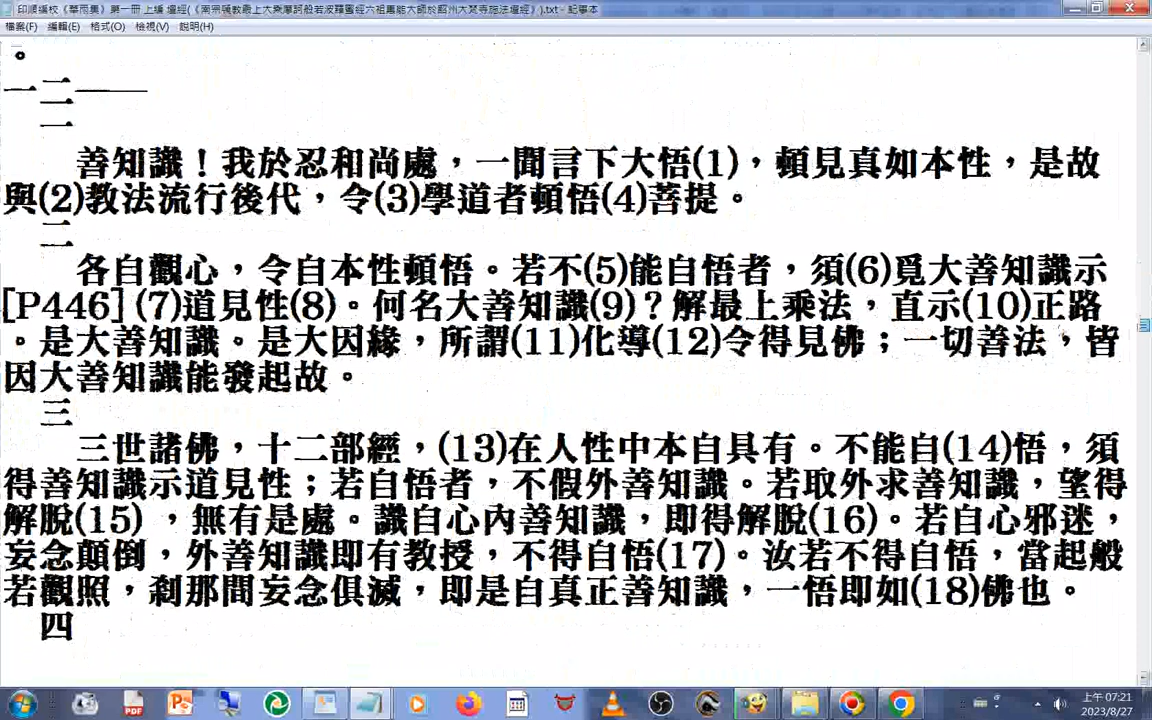 印順編校《華雨集》第一冊 上編 壇經(《南宗頓教最上大乘摩訶般若波羅蜜經六祖惠能大師於韶州大梵寺施法壇經》).txt - 記事本
檔案(F) 編輯(E) 格式(O) 檢視(V) 說明(H)
。
一二——
一
善知識！我於忍和尚處，一聞言下大悟(1)，頓見真如本性，是故
與(2)教法流行後代，令(3)學道者頓悟(4)菩提。
二
各自觀心，令自本性頓悟。若不(5)能自悟者，須(6)覓大善知識示
[P446] (7)道見性(8)。何名大善知識(9)？解最上乘法，直示(10)正路
。是大善知識。是大因緣，所謂(11)化導(12)令得見佛；一切善法，皆
因大善知識能發起故。
三
三世諸佛，十二部經，(13)在人性中本自具有。不能自(14)悟，須
得善知識示道見性；若自悟者，不假外善知識。若取外求善知識，望得
解脫(15) ，無有是處。識自心內善知識，即得解脫(16)。若自心邪迷，
妄念顛倒，外善知識即有教授，不得自悟(17)。汝若不得自悟，當起般
若觀照，剎那間妄念俱滅，即是自真正善知識，一悟即如(18)佛也。
四
上午 07:21
2023/8/27